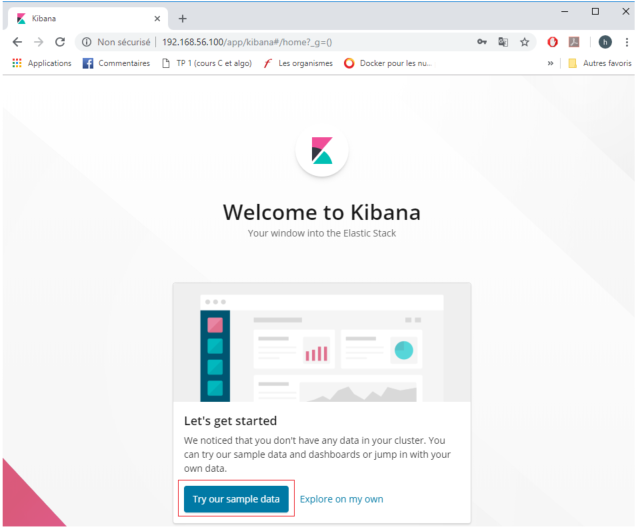 Kibana
Non sécurisé | 192.168.56.100/app/kibana#/home?_g=()
h
Applications Commentaires TP 1 (cours C et algo) Les organismes Docker pour les nu... » Autres favoris
Welcome to Kibana
Your window into the Elastic Stack
Let's get started
We noticed that you don't have any data in your cluster. You
can try our sample data and dashboards or jump in with your
own data.
Try our sample data Explore on my own